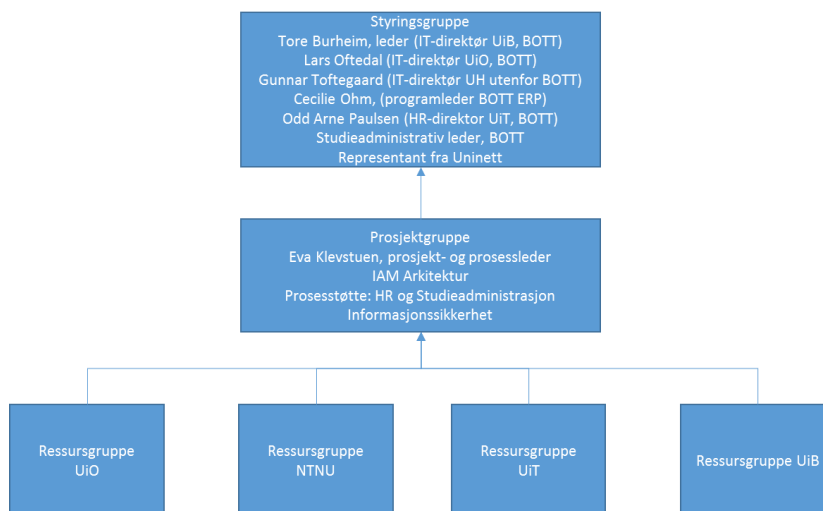 Styringsgruppe
Tore Burheim, leder (IT-direktør UiB, BOTT)
Lars Oftedal (IT-direktør UiO, BOTT)
Gunnar Toftegaard (IT-direktør UH utenfor BOTT)
Cecilie Ohm, (programleder BOTT ERP)
Odd Arne Paulsen (HR-direktor UiT, BOTT)
Studieadministrativ leder, BOTT
Representant fra Uninett
Prosjektgruppe
Eva Klevstuen, prosjekt- og prosessleder
IAM Arkitektur
Prosesstøtte: HR og Studieadministrasjon
Informasjonssikkerhet
Ressursgruppe
UiO
Ressursgruppe
NTNU
Ressursgruppe
UiT
Ressursgruppe UiB